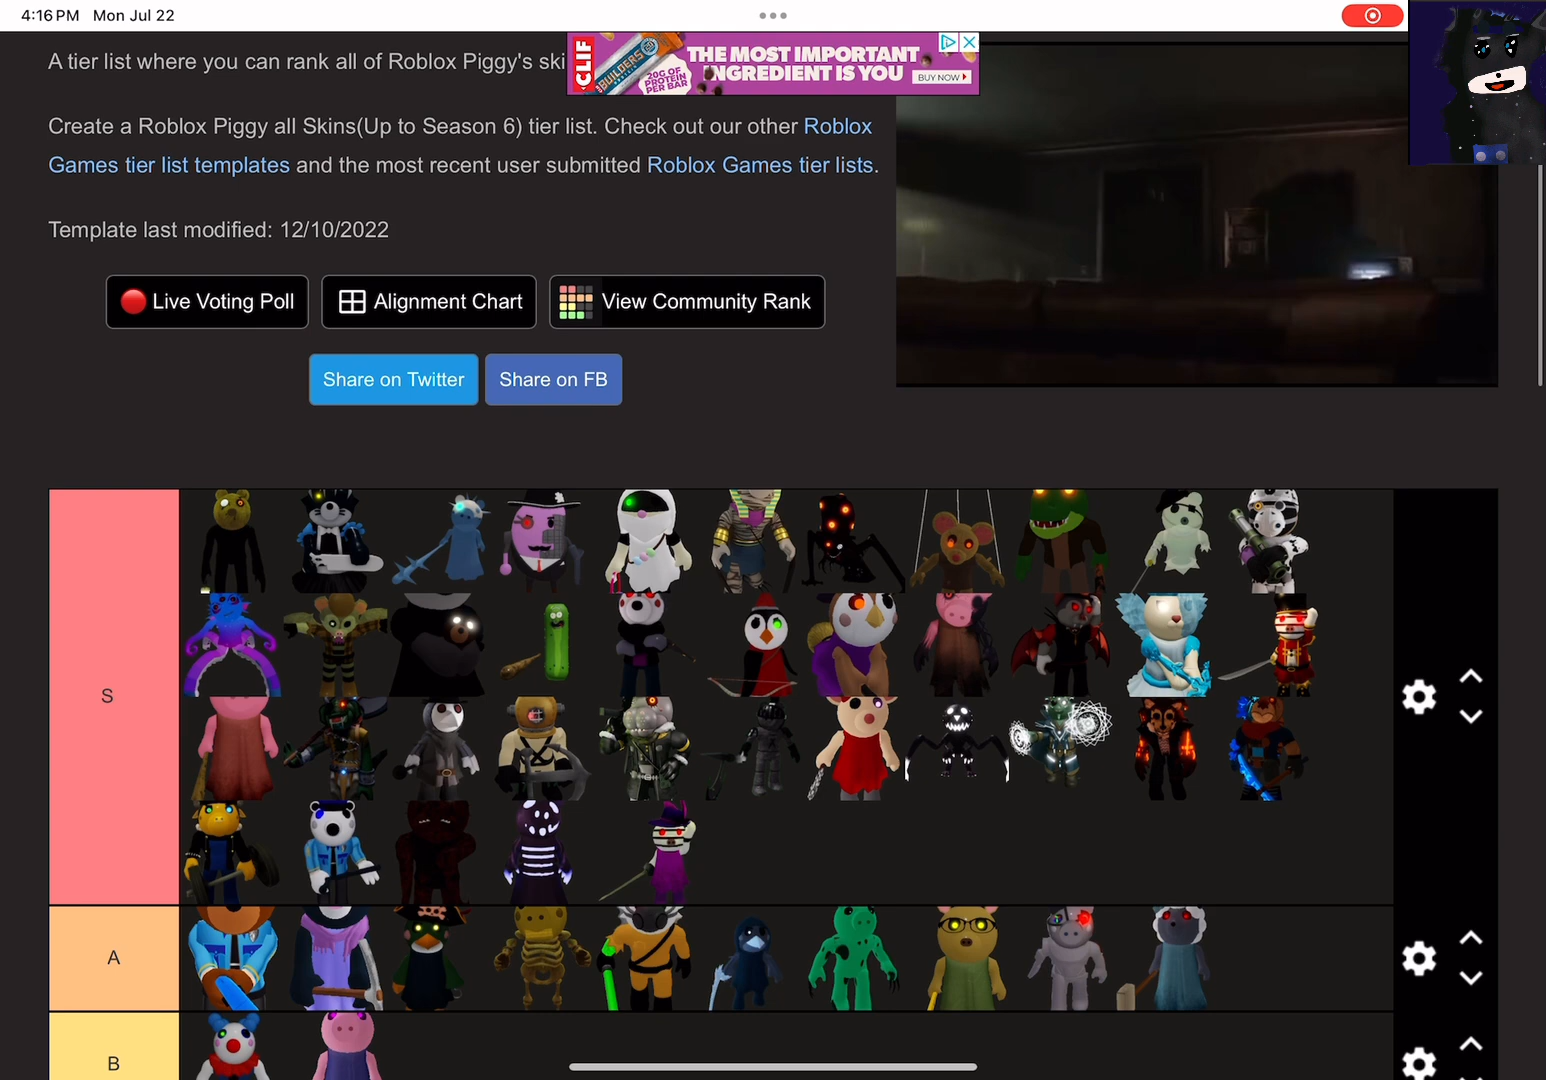 4:16 PM Mon Jul 22
A tier list where you can rank all of Roblox Piggy's ski
CLIF
BUILDERS
20G OF
PROTEIN
PER BAR
THE MOST IMPORTANT
INGREDIENT IS YOU
BUY NOW
Create a Roblox Piggy all Skins(Up to Season 6) tier list. Check out our other Roblox
Games tier list templates and the most recent user submitted Roblox Games tier lists.
Template last modified: 12/10/2022
Live Voting Poll
Alignment Chart
View Community Rank
Share on Twitter
Share on FB
S
A
B